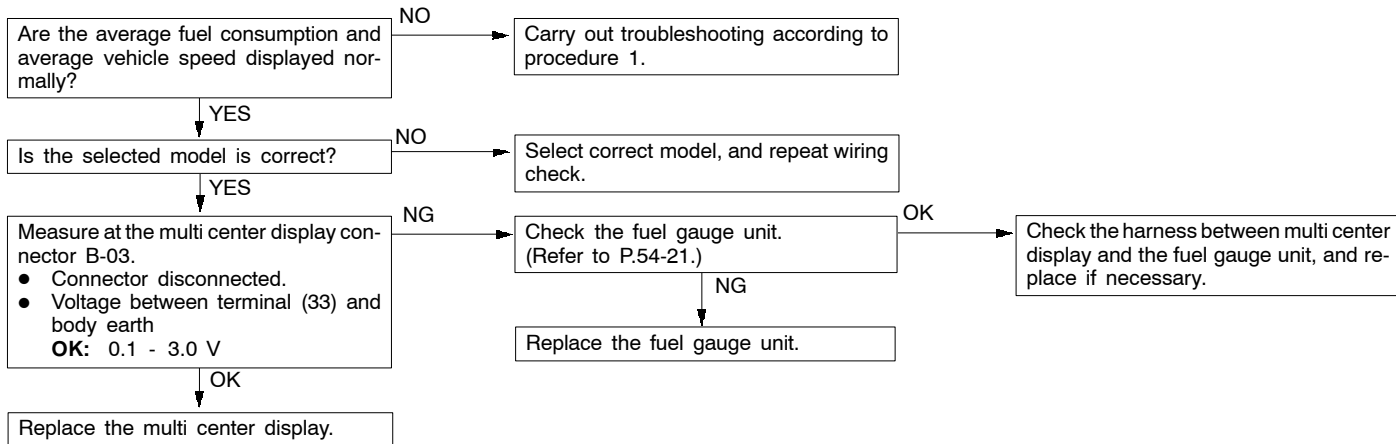 Are the average fuel consumption and
average vehicle speed displayed nor-
mally?
NO
Carry out troubleshooting according to
procedure 1.
YES
Is the selected model is correct?
NO
Select correct model, and repeat wiring
check.
YES
Measure at the multi center display con-
nector B-03.
● Connector disconnected.
● Voltage between terminal (33) and
body earth
OK: 0.1 - 3.0 V
NG
Check the fuel gauge unit.
(Refer to P.54-21.)
OK
Check the harness between multi center
display and the fuel gauge unit, and re-
place if necessary.
NG
Replace the fuel gauge unit.
OK
Replace the multi center display.